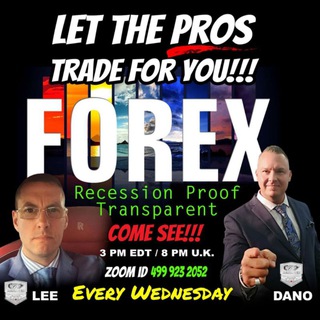 LET THE PROS
TRADE FOR YOU!!!
FOREX
Recession Proof
Transparent
COME SEE!!!
3 PM EDT / 8 PM U.K.
ZOOM ID 499 923 2052
LEE
EVERY WEDNESDAY
DANO